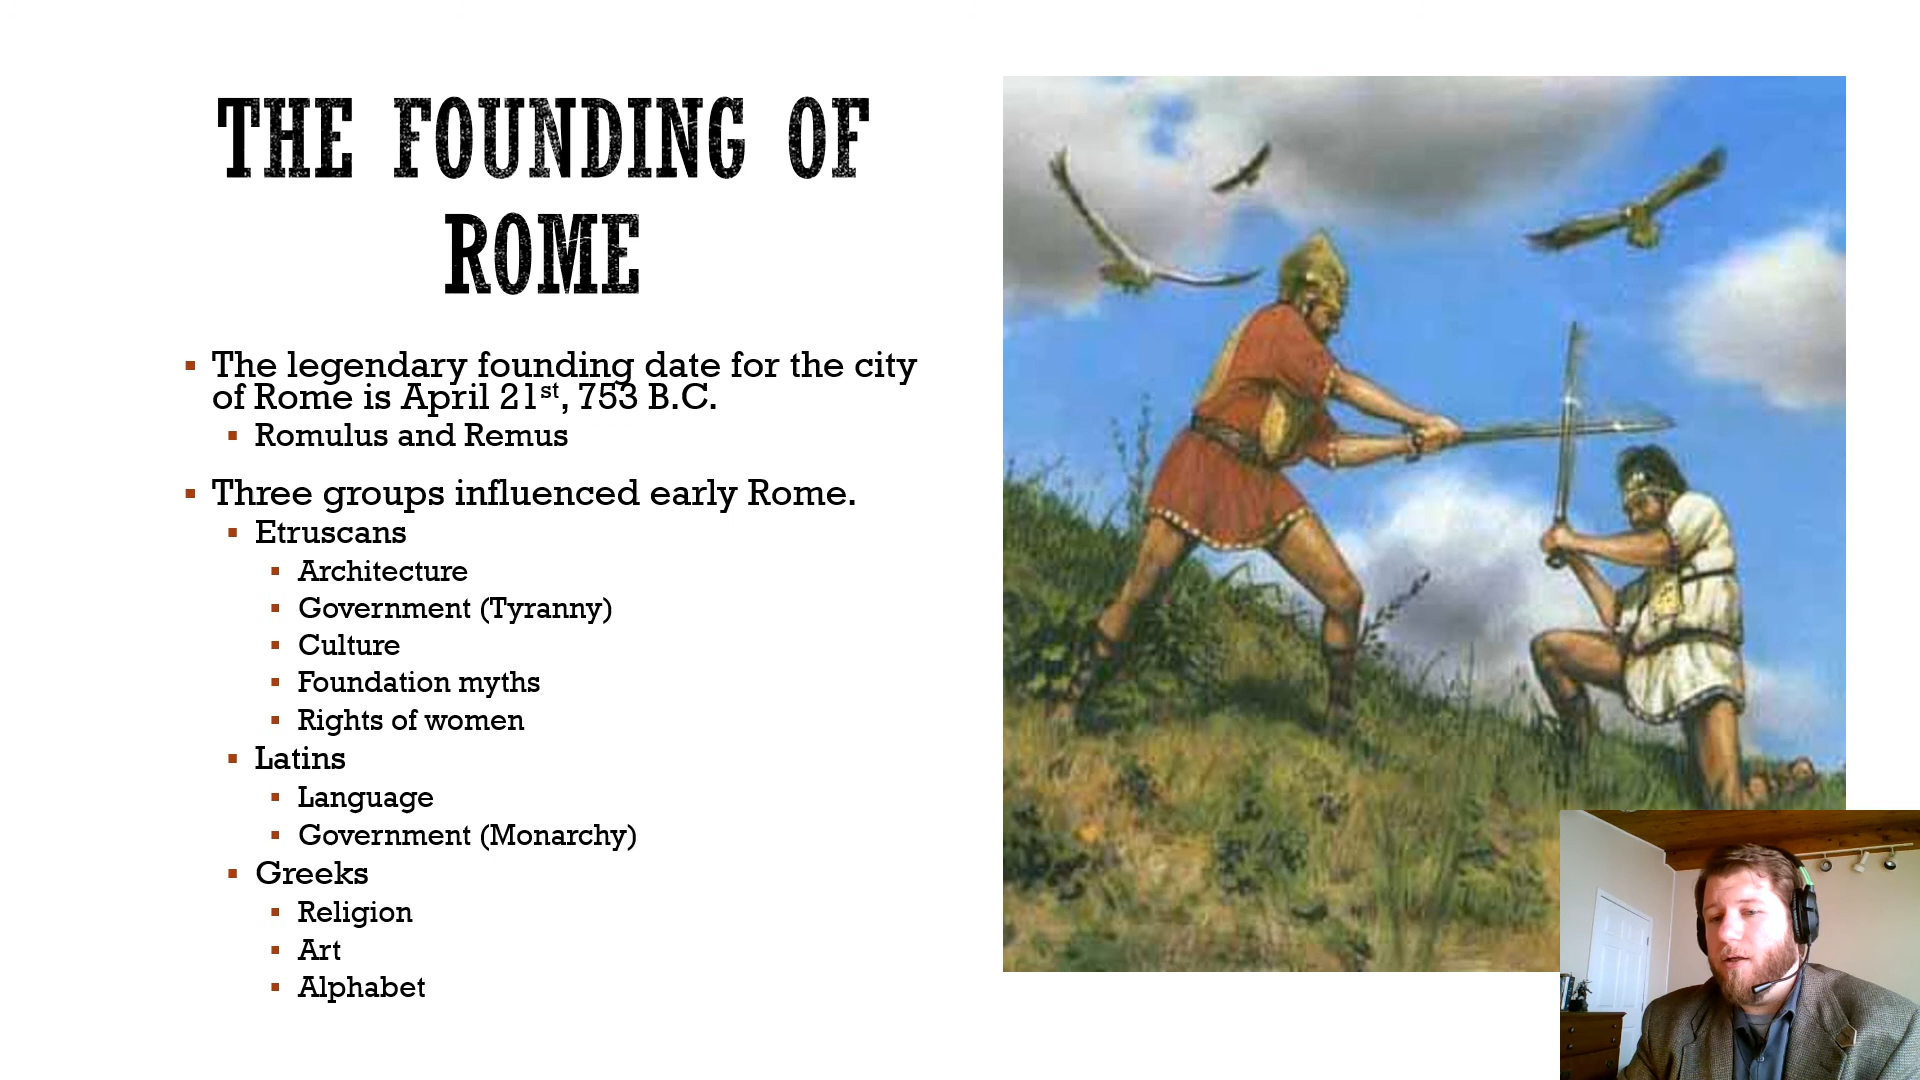 THE FOUNDING OF
ROME
▪ The legendary founding date for the city
of Rome is April 21st, 753 B.C.
▪ Romulus and Remus
▪ Three groups influenced early Rome.
▪ Etruscans
▪ Architecture
▪ Government (Tyranny)
▪ Culture
▪ Foundation myths
▪ Rights of women
▪ Latins
▪ Language
▪ Government (Monarchy)
▪ Greeks
▪ Religion
▪ Art
▪ Alphabet